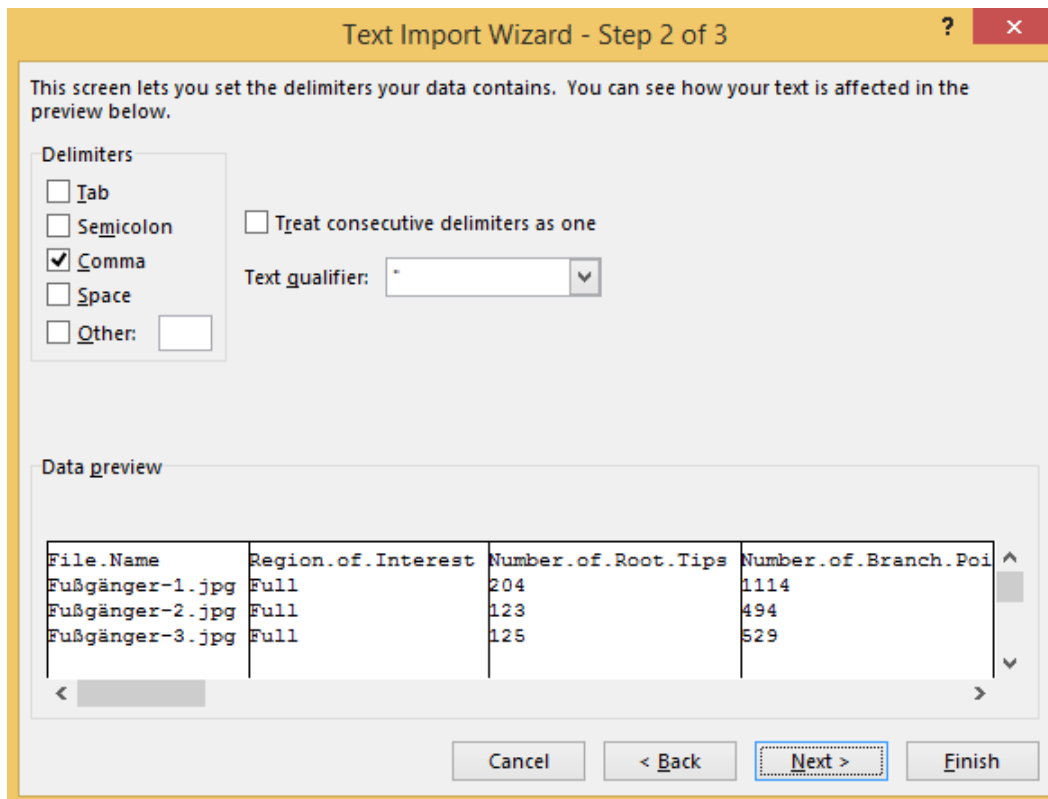 Text Import Wizard - Step 2 of 3
?
This screen lets you set the delimiters your data contains.  You can see how your text is affected in the
preview below.
Delimiters
Tab
Semicolon
Comma
Space
Other:
Treat consecutive delimiters as one
Text qualifier: "
Data preview
File.Name Region.of.Interest Number.of.Root.Tips Number.of.Branch.Poi
Fußgänger-1.jpg Full 204 1114
Fußgänger-2.jpg Full 123 494
Fußgänger-3.jpg Full 125 529
Cancel < Back Next > Finish